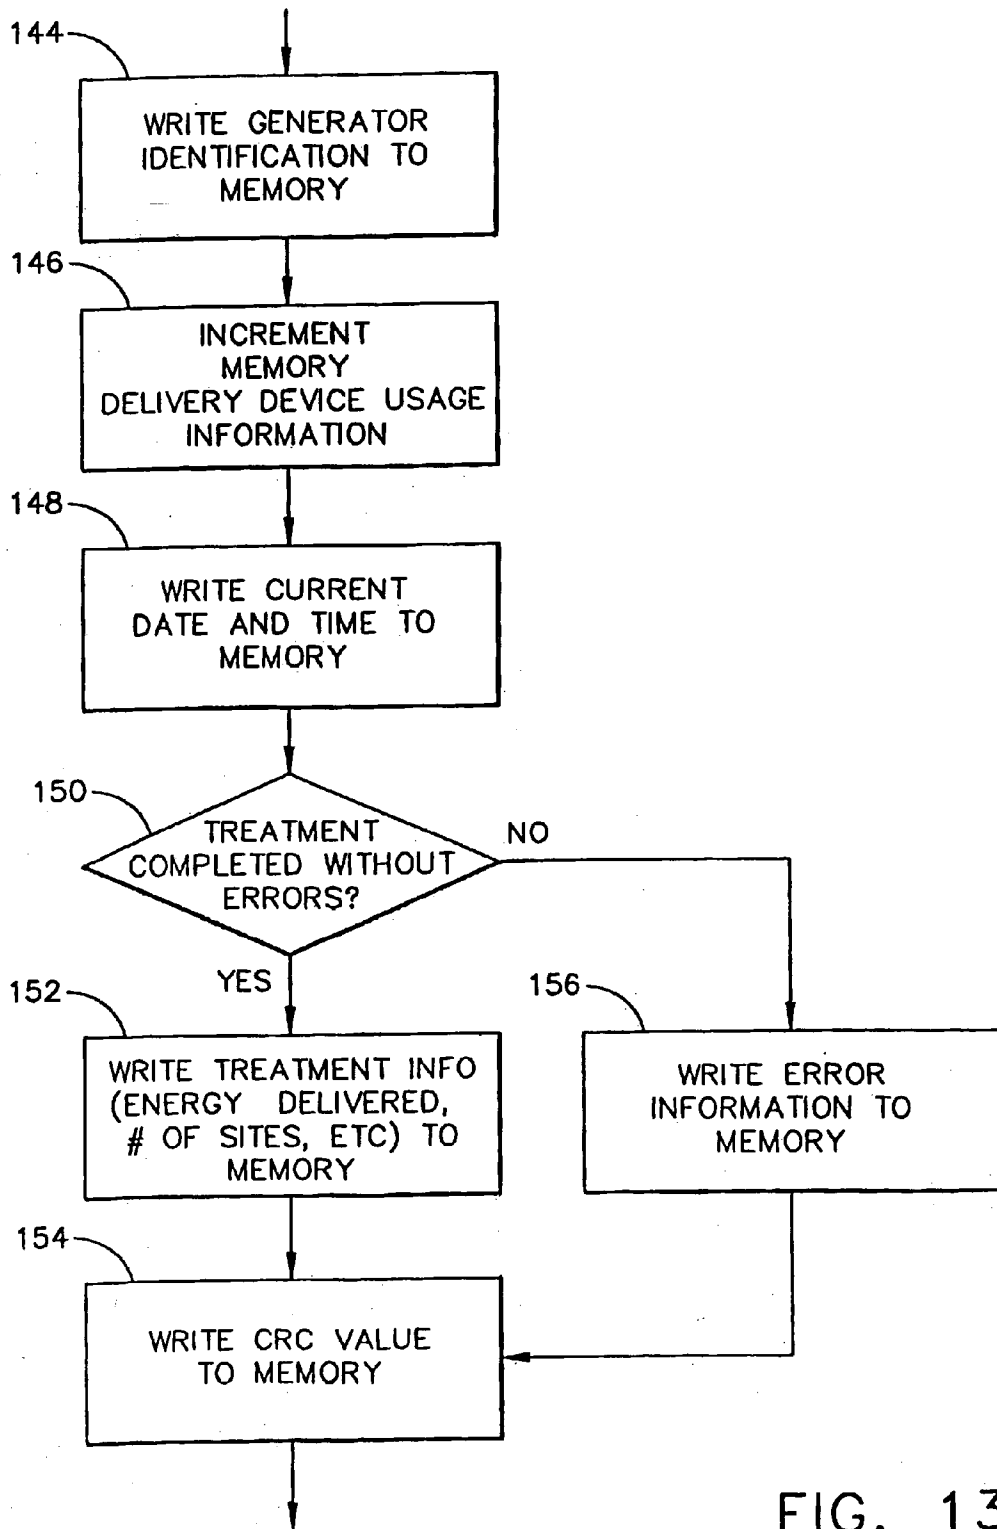 144
WRITE GENERATOR
IDENTIFICATION TO
MEMORY
146
INCREMENT
MEMORY
DELIVERY DEVICE USAGE
INFORMATION
148
WRITE CURRENT
DATE AND TIME TO
MEMORY
150
TREATMENT
COMPLETED WITHOUT
ERRORS?
NO
YES
152
WRITE TREATMENT INFO
(ENERGY DELIVERED,
# OF SITES, ETC) TO
MEMORY
156
WRITE ERROR
INFORMATION TO
MEMORY
154
WRITE CRC VALUE
TO MEMORY
FIG. 13